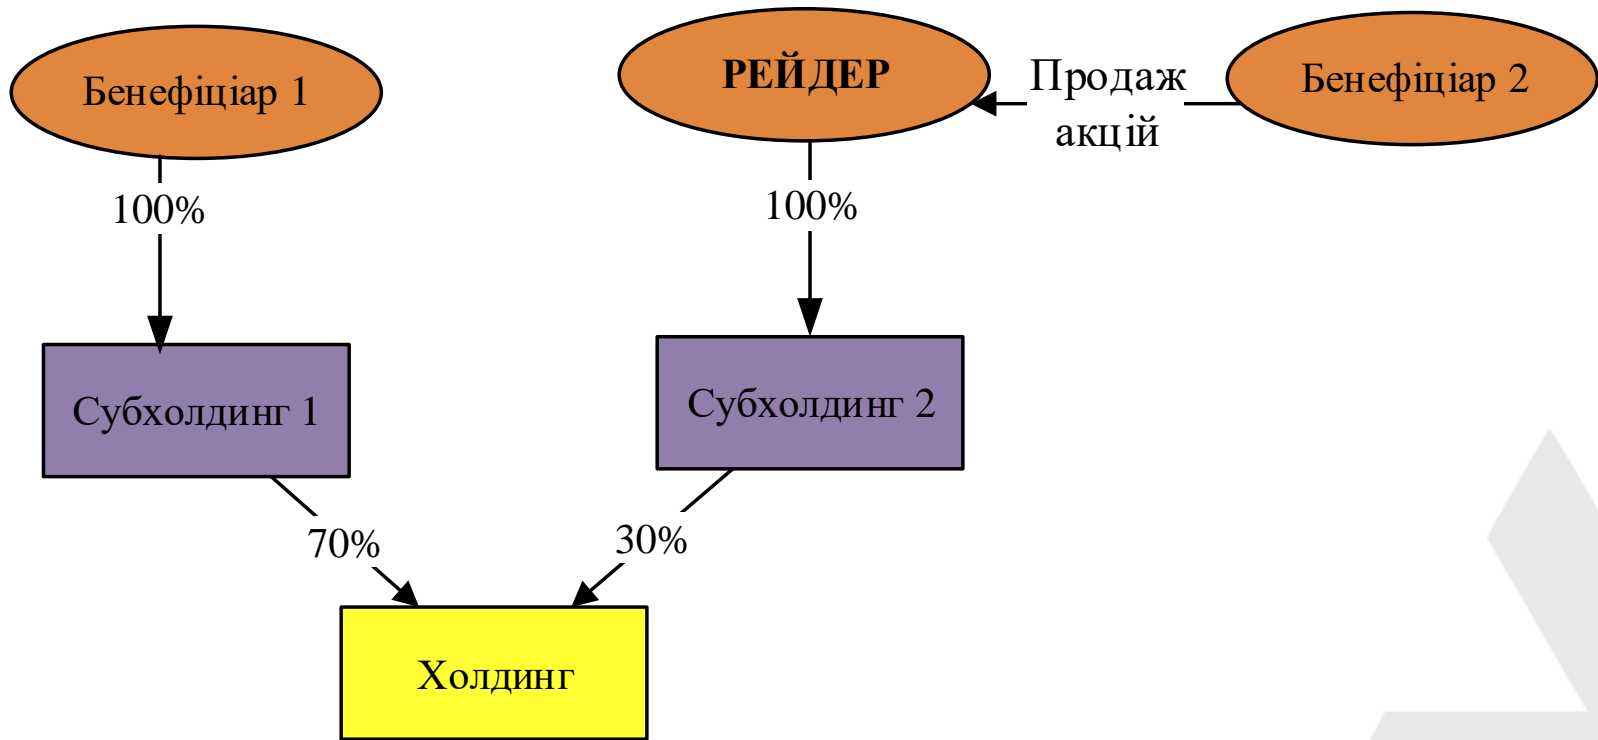 Бенефіціар 1
РЕЙДЕР
Продаж
акцій
Бенефіціар 2
100%
100%
Субхолдинг 1
Субхолдинг 2
70%
30%
Холдинг